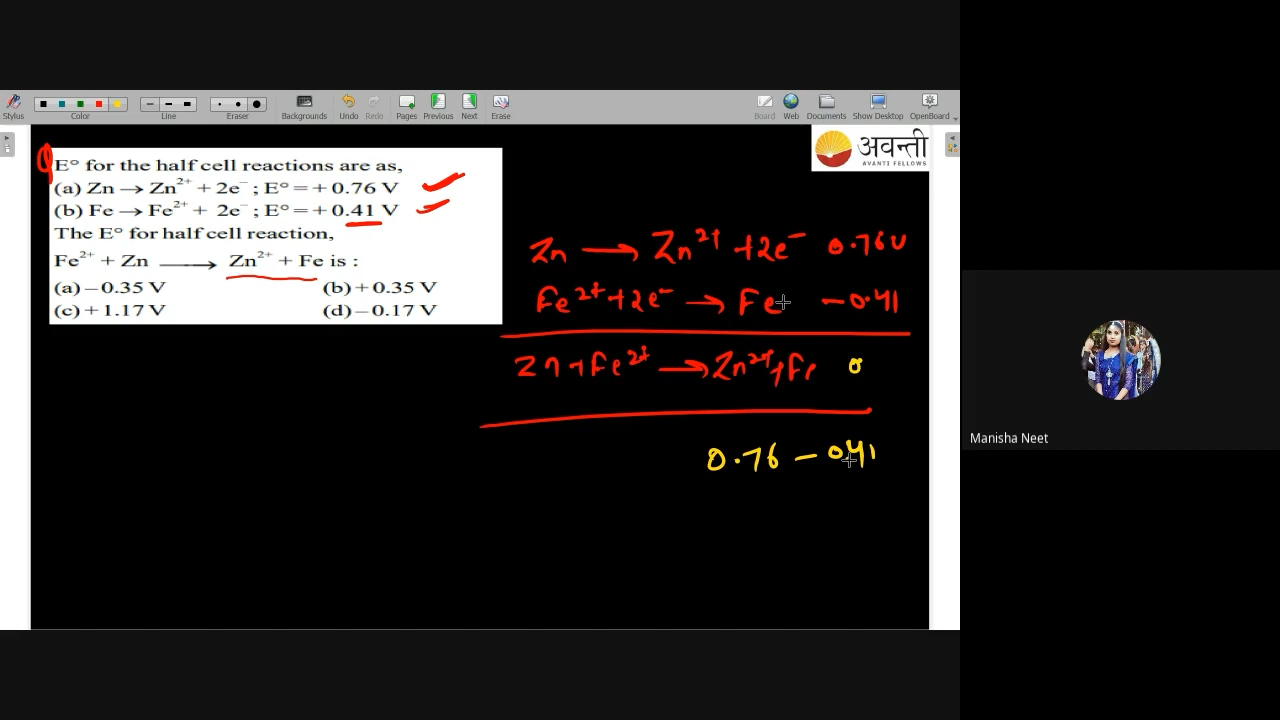 Stylus
Line
Eraser
Backgrounds
Undo
Redo
Pages
Previous
Next
Erase
Board
Web
Documents
Show Desktop
OpenBoard
अवन्ती
AVANTI FELLOWS
Q
E° for the half cell reactions are as,
(a) Zn → Zn²⁺ + 2e⁻ ; E° = + 0.76 V
(b) Fe → Fe²⁺ + 2e⁻ ; E° = + 0.41 V
The E° for half cell reaction,
Fe²⁺ + Zn ⟶ Zn²⁺ + Fe is :
(a) – 0.35 V (b) + 0.35 V
(c) + 1.17 V (d) – 0.17 V
Zn ⟶ Zn²⁺ + 2e⁻ 0.76 V
Fe²⁺ + 2e⁻ → Fe – 0.41
Zn + Fe²⁺ ⟶ Zn²⁺ + Fe 0
0.76 – 0.41
Manisha Neet